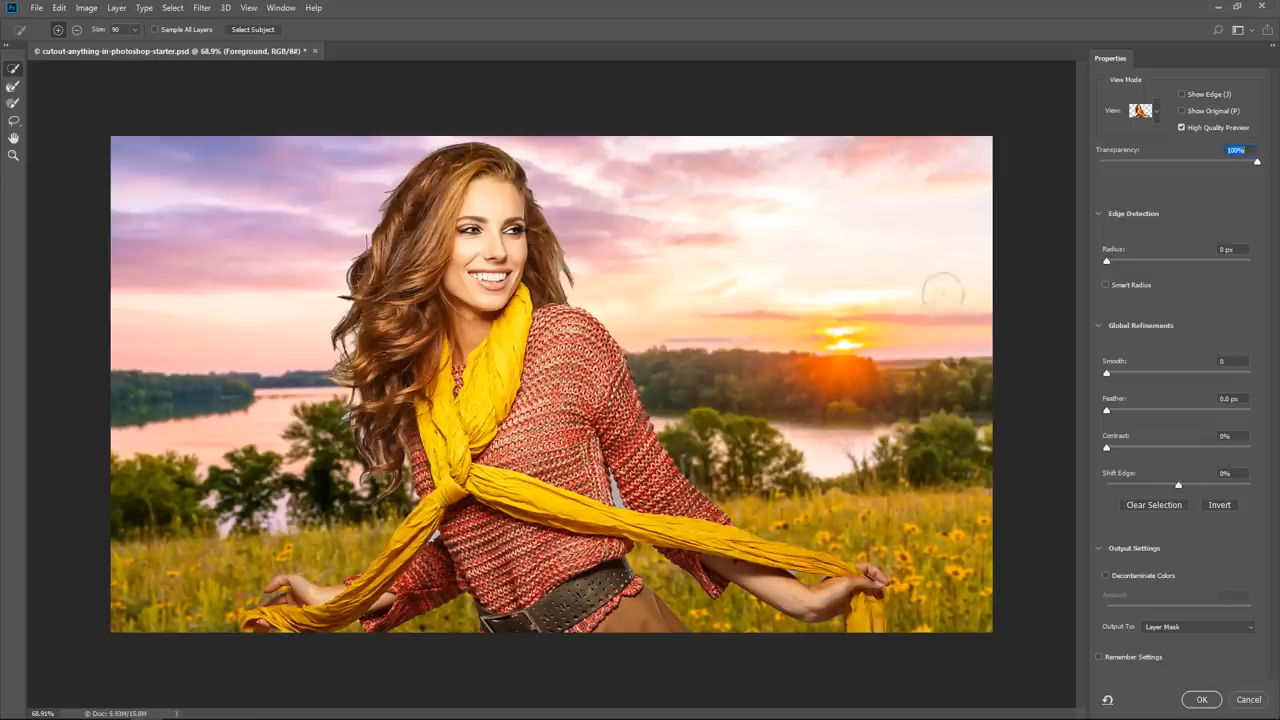 Ps File Edit Image Layer Type Select Filter 3D View Window Help
Size: 90 Sample All Layers Select Subject
© cutout-anything-in-photoshop-starter.psd @ 68.9% (Foreground, RGB/8#) * ×
Properties
View Mode
View:
Show Edge (J)
Show Original (P)
High Quality Preview
Transparency: 100%
Edge Detection
Radius: 0 px
Smart Radius
Global Refinements
Smooth: 0
Feather: 0.0 px
Contrast: 0%
Shift Edge: 0%
Clear Selection Invert
Output Settings
Decontaminate Colors
Amount:
Output To: Layer Mask
Remember Settings
OK Cancel
68.91% © Doc: 5.93M/15.8M